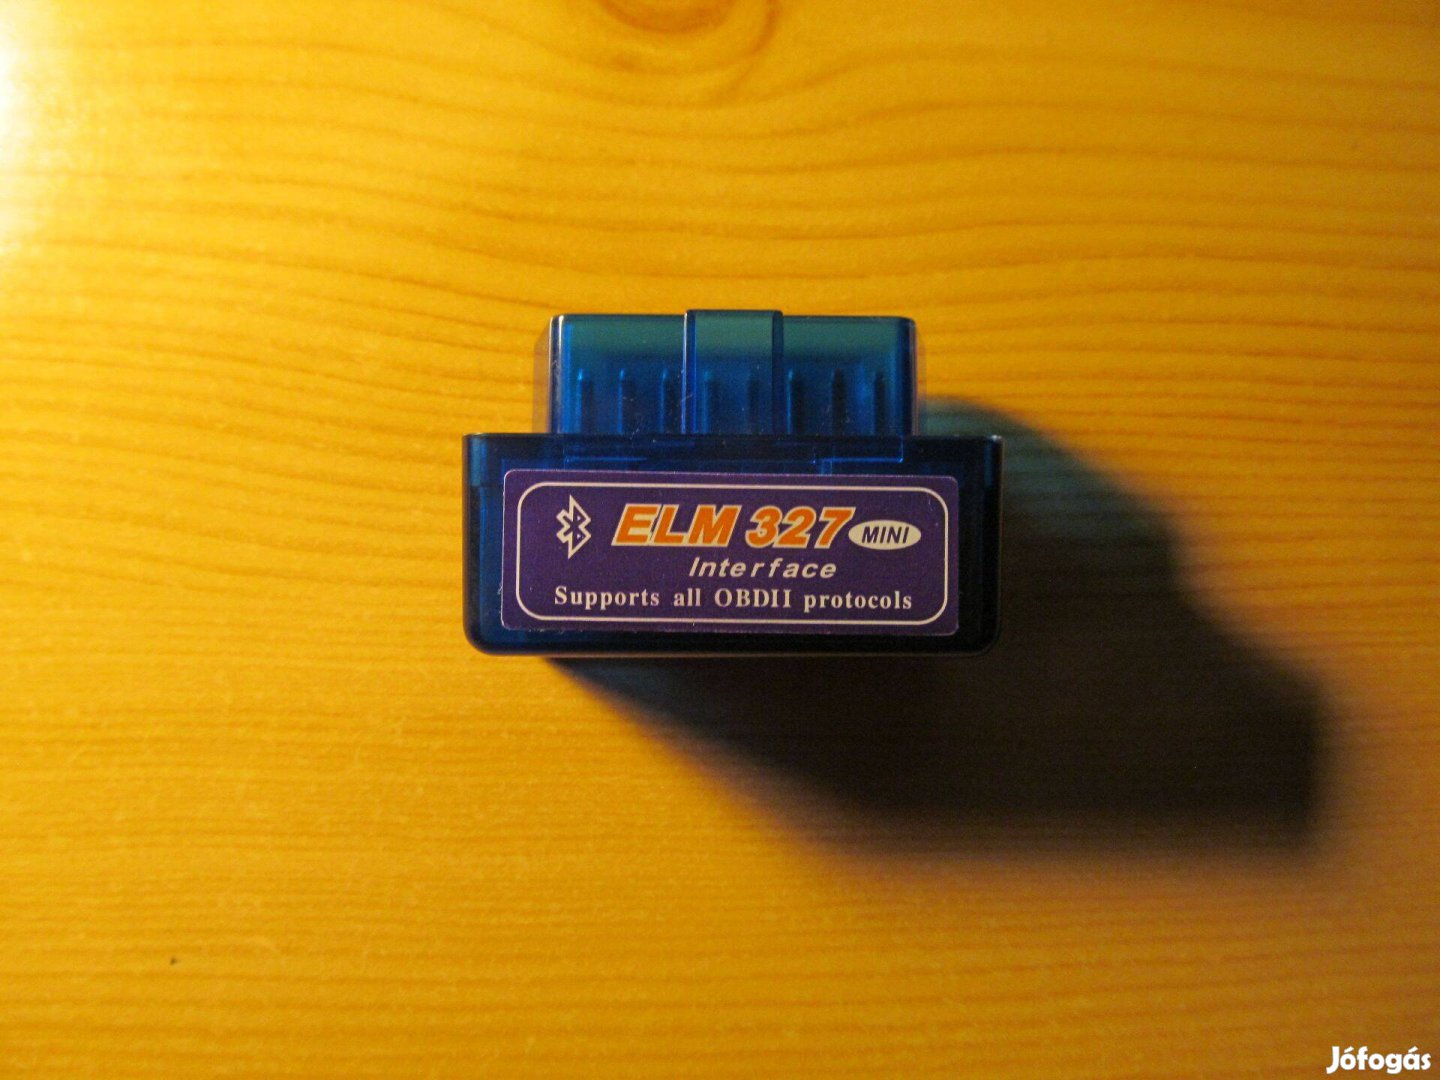 ELM 327 MINI
Interface
Supports all OBDII protocols
Jófogás